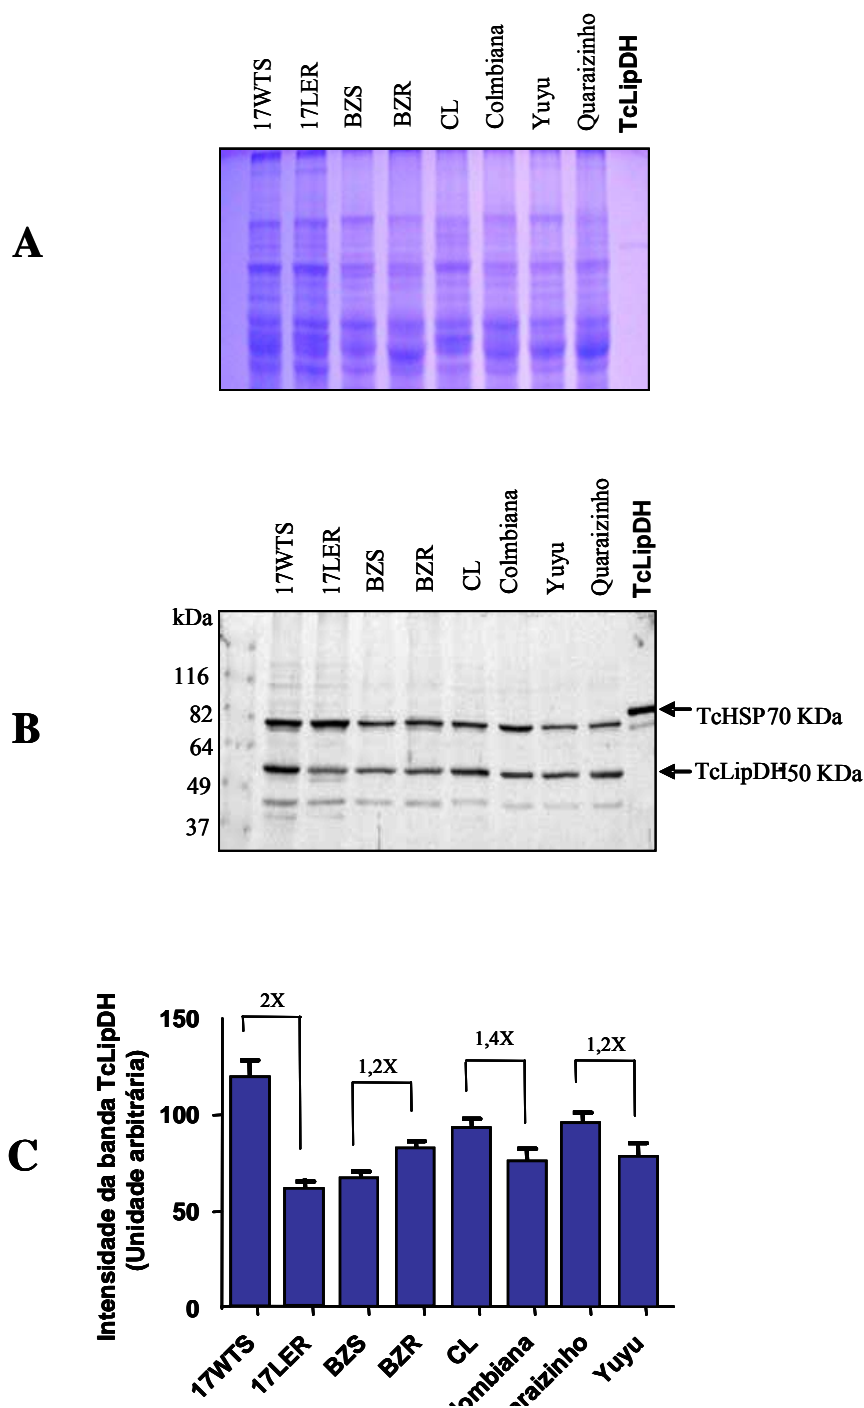 17WTS
17LER
BZS
BZR
CL
Colmbiana
Yuyu
Quaraizinho
TcLipDH
A
17WTS
17LER
BZS
BZR
CL
Colmbiana
Yuyu
Quaraizinho
TcLipDH
kDa
116
82
64
49
37
TcHSP70 KDa
TcLipDH50 KDa
B
C
Intensidade da banda TcLipDH
(Unidade arbitrária)
150
100
50
0
2X
1,2X
1,4X
1,2X
17WTS
17LER
BZS
BZR
CL
lombiana
araizinho
Yuyu